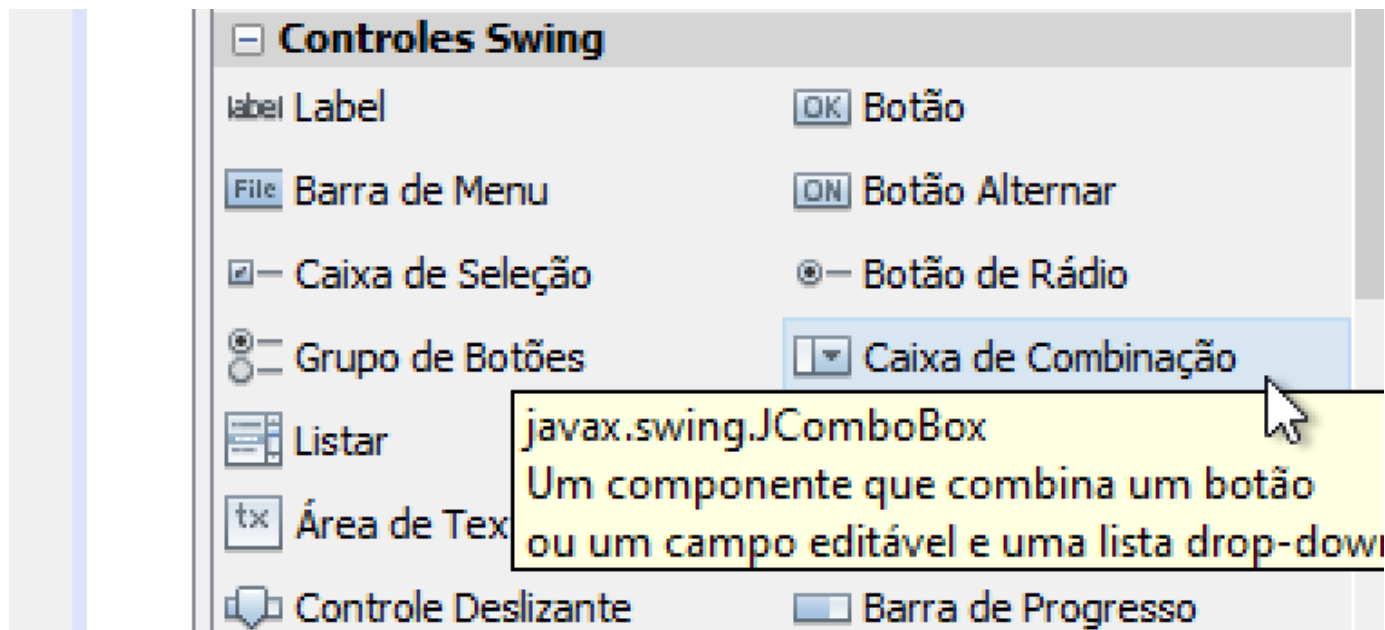 Controles Swing
label Label
OK Botão
File Barra de Menu
ON Botão Alternar
Caixa de Seleção
Botão de Rádio
Grupo de Botões
Caixa de Combinação
Listar
javax.swing.JComboBox
Um componente que combina um botão
tx Área de Tex
ou um campo editável e uma lista drop-down
Controle Deslizante
Barra de Progresso